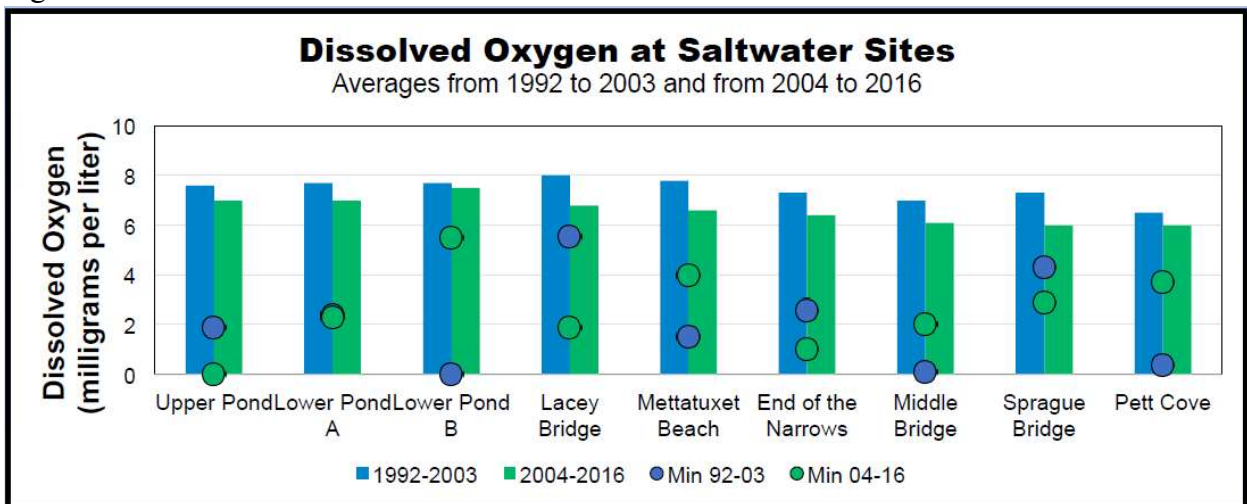 Dissolved Oxygen at Saltwater Sites
Averages from 1992 to 2003 and from 2004 to 2016
Dissolved Oxygen
(milligrams per liter)
10
8
6
4
2
0
Upper Pond Lower Pond Lower Pond Lacey Mettatuxet End of the Middle Sprague Pett Cove
A B Bridge Beach Narrows Bridge Bridge
1992-2003 2004-2016 Min 92-03 Min 04-16